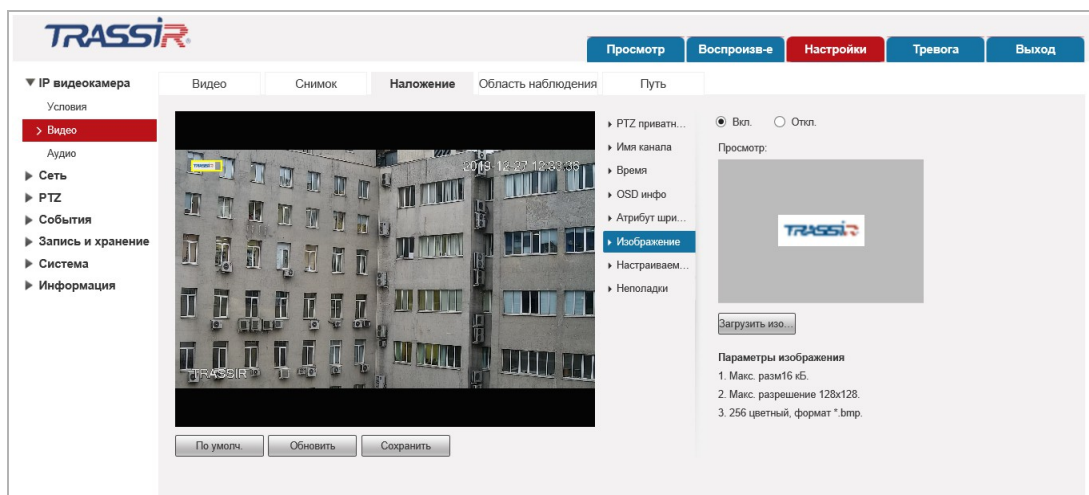 TRASSIR
Просмотр
Воспроизв-е
Настройки
Тревога
Выход
IP видеокамера
Условия
Видео
Аудио
Сеть
PTZ
События
Запись и хранение
Система
Информация
Видео
Снимок
Наложение
Область наблюдения
Путь
TRASSIR
2019-12-27 12:33:36
TRASSIR
По умолч.
Обновить
Сохранить
PTZ приватн...
Имя канала
Время
OSD инфо
Атрибут шри...
Изображение
Настраиваем...
Неполадки
Вкл.
Откл.
Просмотр:
TRASSIR
Загрузить изо...
Параметры изображения
1. Макс. разм16 кБ.
2. Макс. разрешение 128x128.
3. 256 цветный, формат *.bmp.